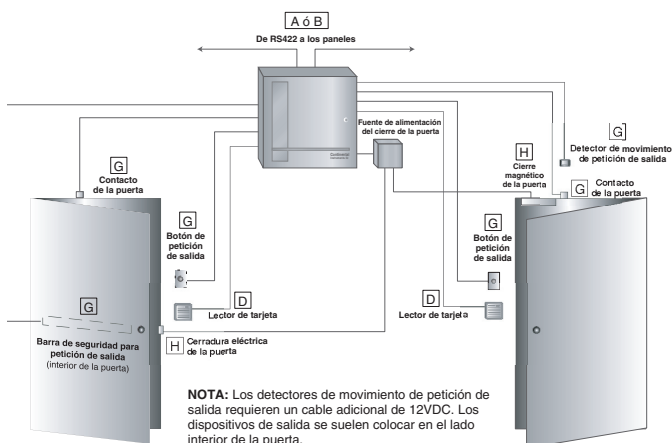 A ó B
De RS422 a los paneles
Fuente de alimentación
del cierre de la puerta
Continental
G
Contacto
de la puerta
G
Botón de
petición
de salida
D
Lector de tarjeta
G
Barra de seguridad para
petición de salida
(interior de la puerta)
H
Cerradura eléctrica
de la puerta
G
Detector de movimiento
de petición de salida
H
Cierre
magnético
de la puerta
G
Contacto
de la puerta
G
Botón de
petición
de salida
D
Lector de tarjeta
NOTA: Los detectores de movimiento de petición de
salida requieren un cable adicional de 12VDC. Los
dispositivos de salida se suelen colocar en el lado
interior de la puerta.